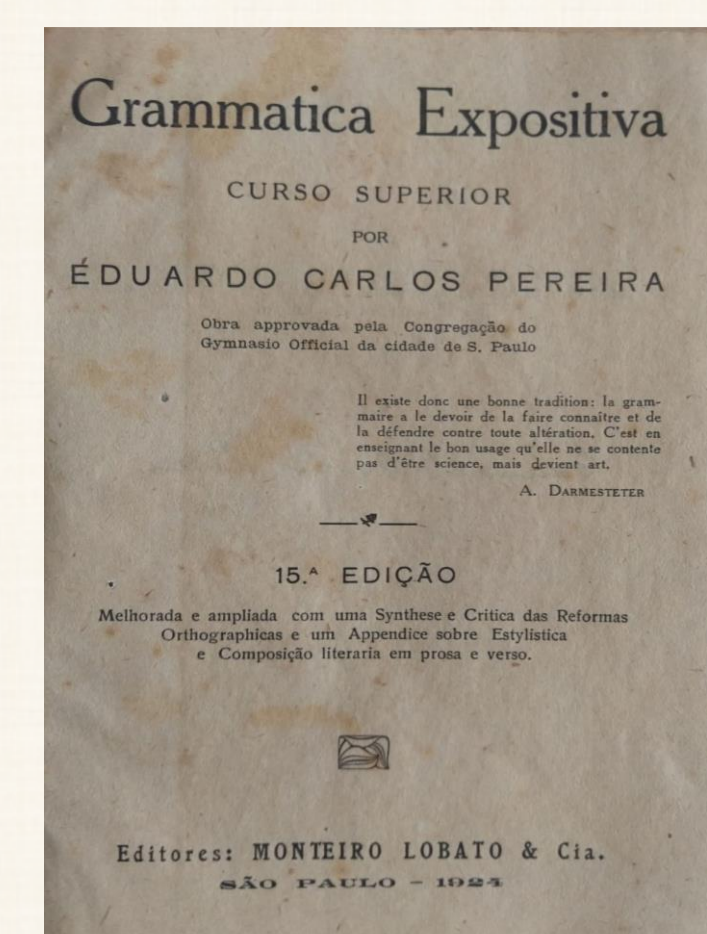 Grammatica Expositiva
CURSO SUPERIOR
POR
ÉDUARDO CARLOS PEREIRA
Obra approvada pela Congregação do
Gymnasio Official da cidade de S. Paulo
Il existe donc une bonne tradition: la gram-
maire a le devoir de la faire connaître et de
la défendre contre toute altération. C'est en
enseignant le bon usage qu'elle ne se contente
pas d'être science, mais devient art.
A. DARMESTETER
15.ᴬ EDIÇÃO
Melhorada e ampliada com uma Synthese e Critica das Reformas
Orthographicas e um Appendice sobre Estylistica
e Composição literaria em prosa e verso.
Editores: MONTEIRO LOBATO & Cia.
SÃO PAULO - 1924